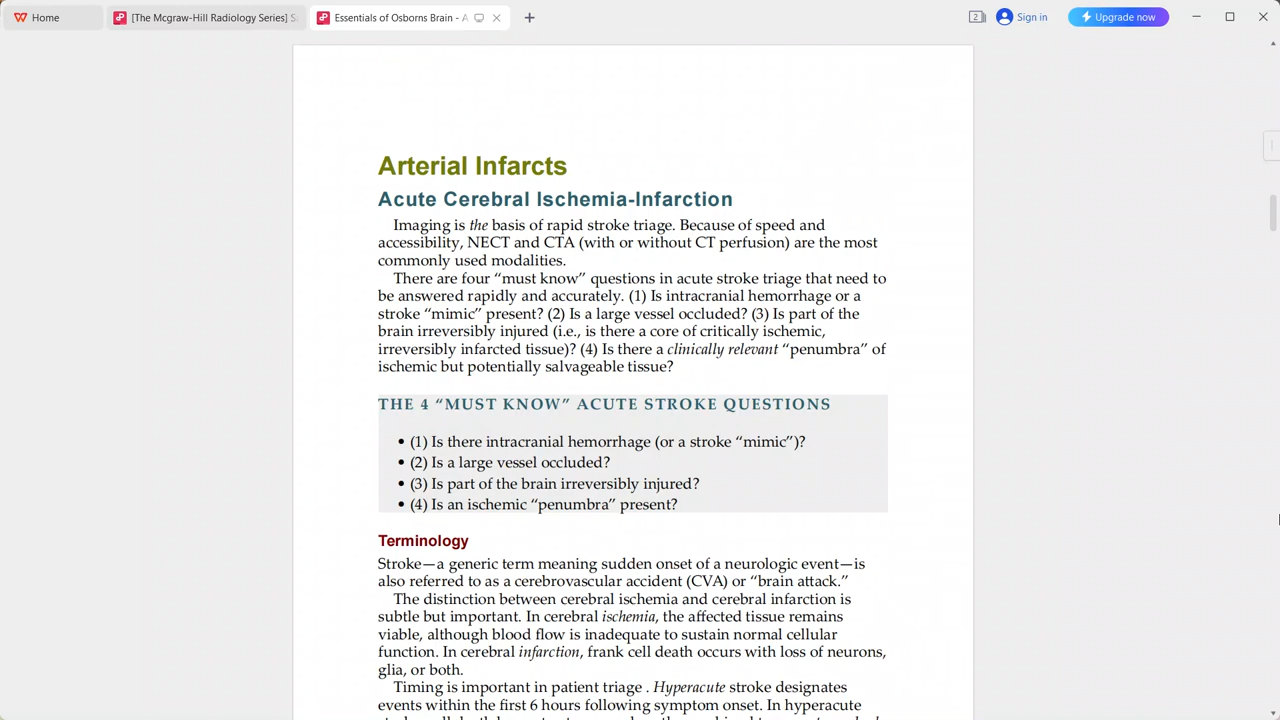 Home
[The Mcgraw-Hill Radiology Series] S
Essentials of Osborns Brain - A
2
Sign in
Upgrade now
Arterial Infarcts
Acute Cerebral Ischemia-Infarction
Imaging is the basis of rapid stroke triage. Because of speed and
accessibility, NECT and CTA (with or without CT perfusion) are the most
commonly used modalities.
There are four “must know” questions in acute stroke triage that need to
be answered rapidly and accurately. (1) Is intracranial hemorrhage or a
stroke “mimic” present? (2) Is a large vessel occluded? (3) Is part of the
brain irreversibly injured (i.e., is there a core of critically ischemic,
irreversibly infarcted tissue)? (4) Is there a clinically relevant “penumbra” of
ischemic but potentially salvageable tissue?
THE 4 “MUST KNOW” ACUTE STROKE QUESTIONS
• (1) Is there intracranial hemorrhage (or a stroke “mimic”)?
• (2) Is a large vessel occluded?
• (3) Is part of the brain irreversibly injured?
• (4) Is an ischemic “penumbra” present?
Terminology
Stroke—a generic term meaning sudden onset of a neurologic event—is
also referred to as a cerebrovascular accident (CVA) or “brain attack.”
The distinction between cerebral ischemia and cerebral infarction is
subtle but important. In cerebral ischemia, the affected tissue remains
viable, although blood flow is inadequate to sustain normal cellular
function. In cerebral infarction, frank cell death occurs with loss of neurons,
glia, or both.
Timing is important in patient triage . Hyperacute stroke designates
events within the first 6 hours following symptom onset. In hyperacute